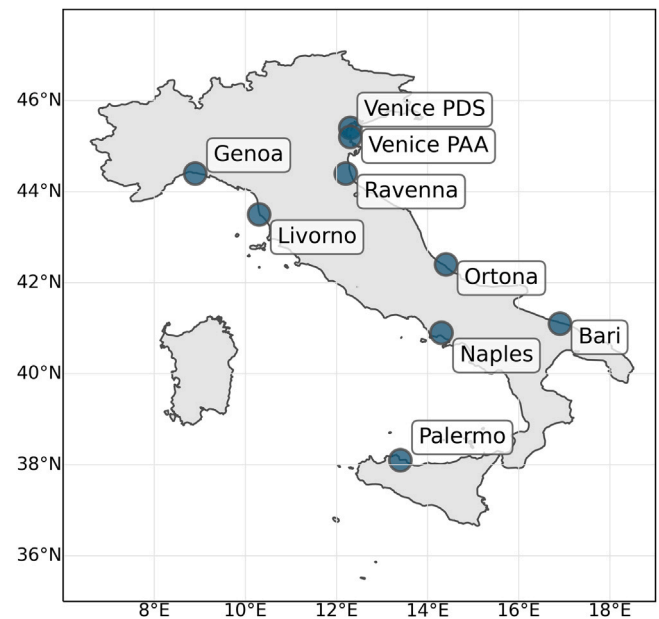 46°N
Venice PDS
Venice PAA
Genoa
44°N
Ravenna
Livorno
42°N
Ortona
Bari
Naples
40°N
Palermo
38°N
36°N
8°E 10°E 12°E 14°E 16°E 18°E